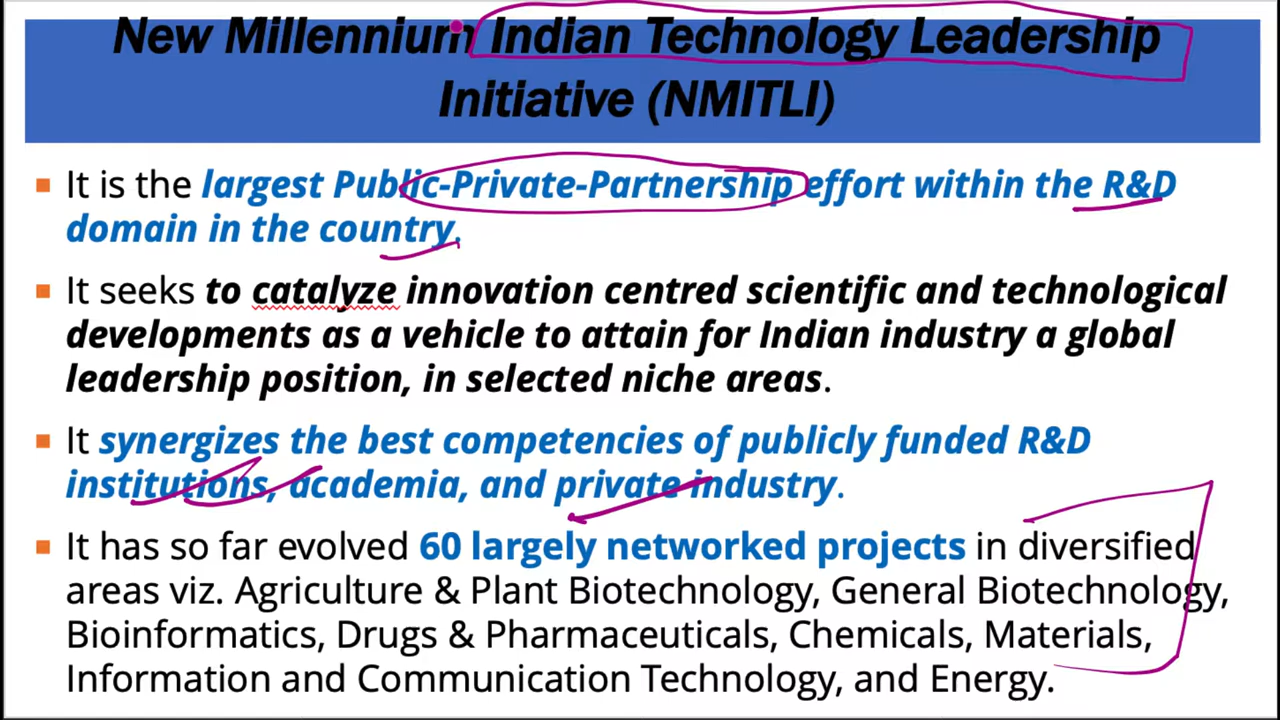 New Millennium Indian Technology Leadership
Initiative (NMITLI)
It is the largest Public-Private-Partnership effort within the R&D
domain in the country.
It seeks to catalyze innovation centred scientific and technological
developments as a vehicle to attain for Indian industry a global
leadership position, in selected niche areas.
It synergizes the best competencies of publicly funded R&D
institutions, academia, and private industry.
It has so far evolved 60 largely networked projects in diversified
areas viz. Agriculture & Plant Biotechnology, General Biotechnology,
Bioinformatics, Drugs & Pharmaceuticals, Chemicals, Materials,
Information and Communication Technology, and Energy.